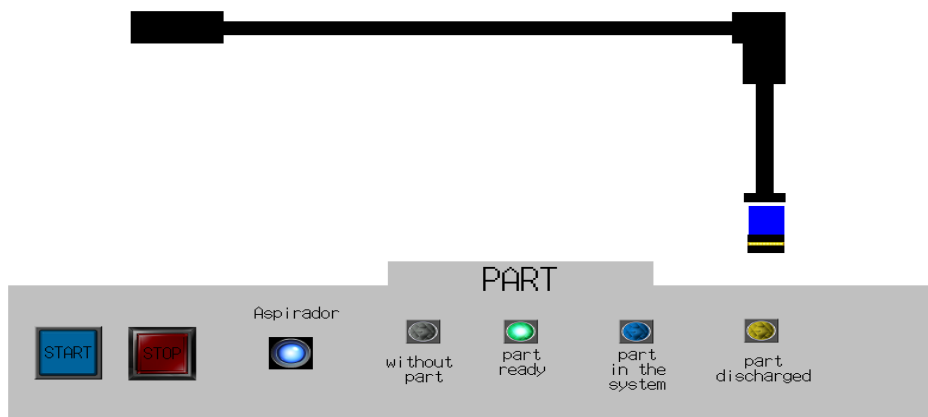 PART
START
STOP
Aspirador
without
part
part
ready
part
in the
system
part
discharged